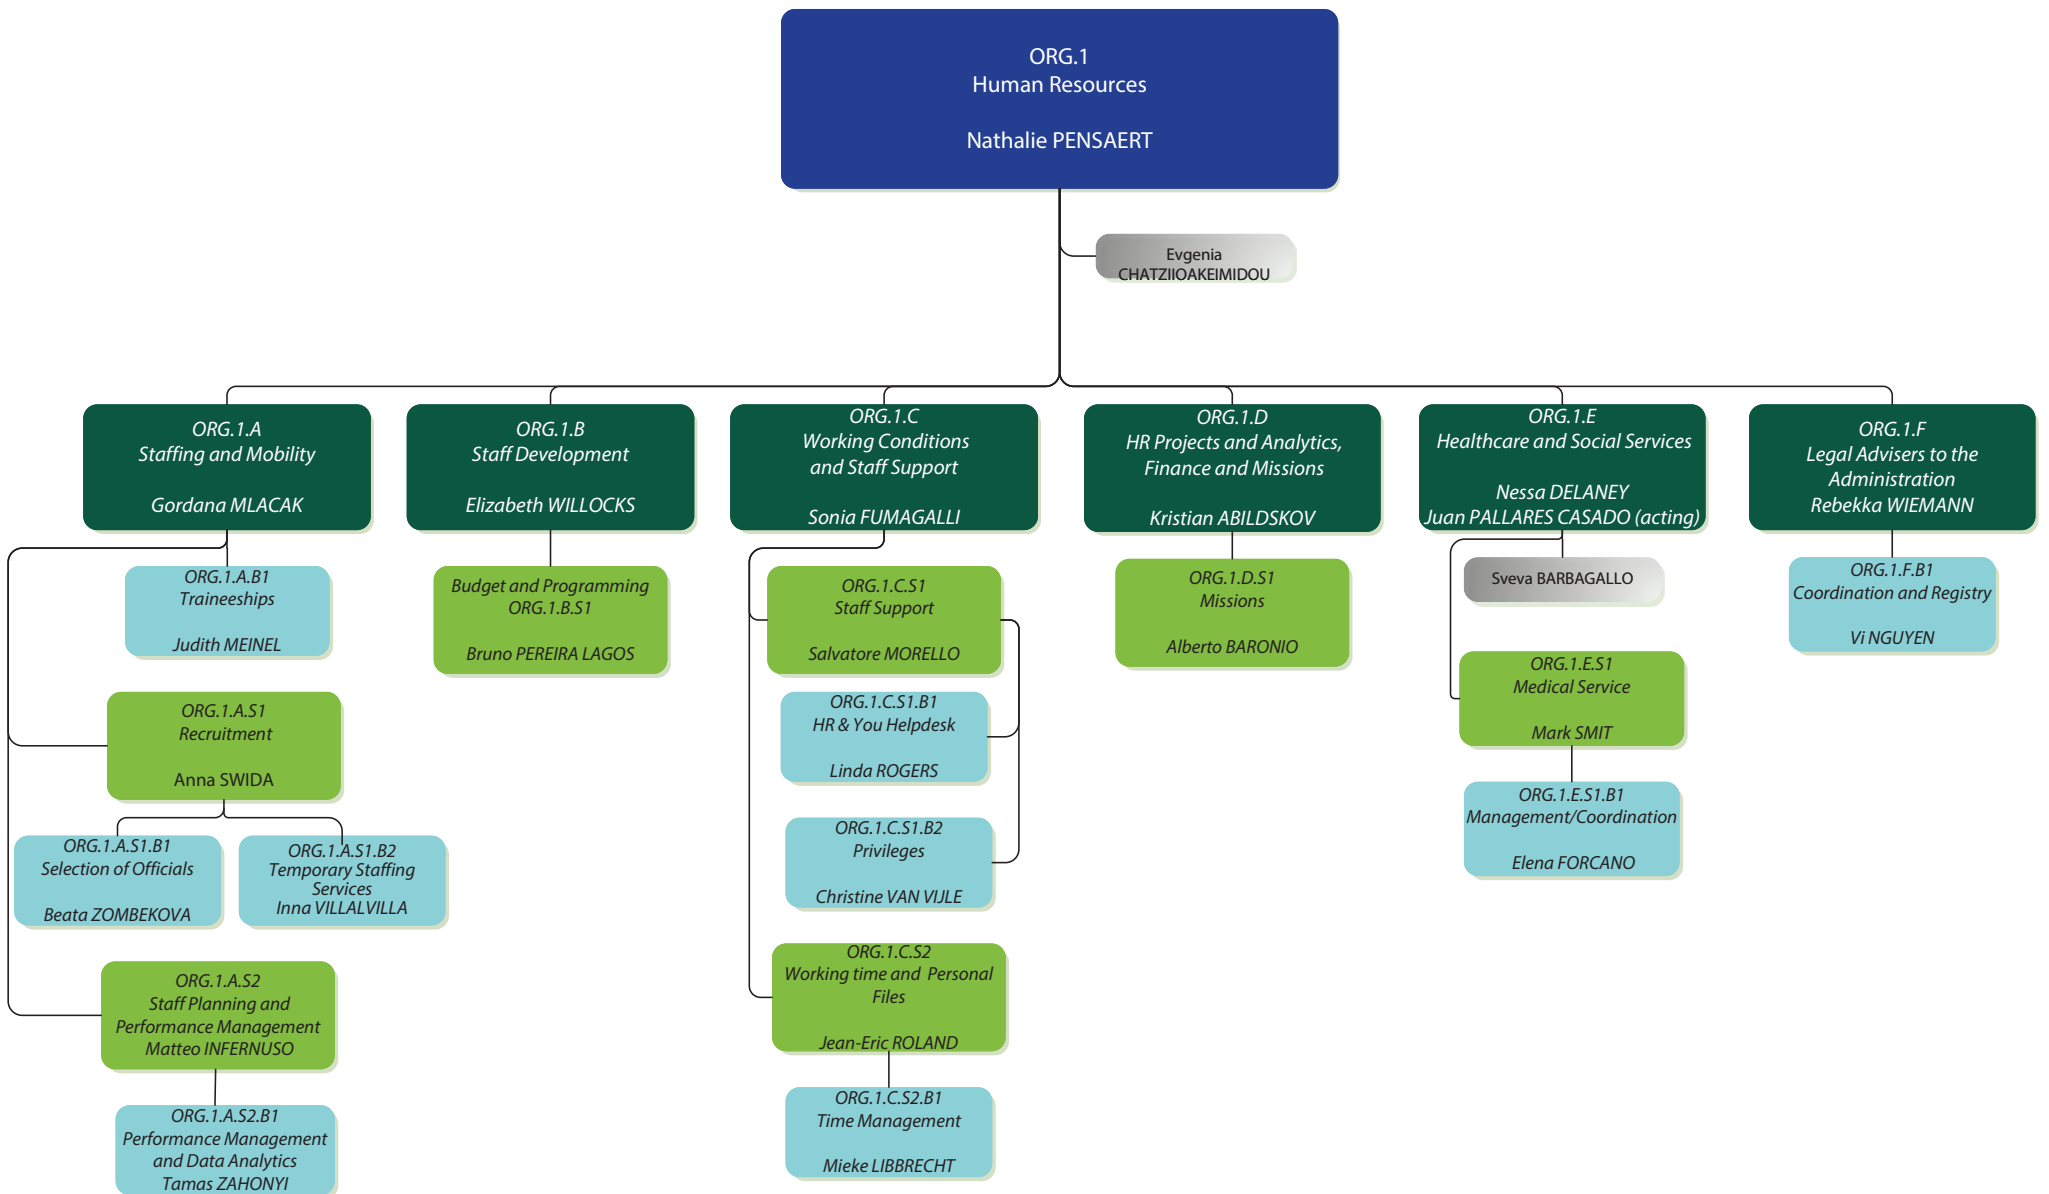 ORG.1
Human Resources
Nathalie PENSAERT
Evgenia
CHATZIIOAKEIMIDOU
ORG.1.A
Staffing and Mobility
Gordana MLACAK
ORG.1.B
Staff Development
Elizabeth WILLOCKS
ORG.1.C
Working Conditions
and Staff Support
Sonia FUMAGALLI
ORG.1.D
HR Projects and Analytics,
Finance and Missions
Kristian ABILDSKOV
ORG.1.E
Healthcare and Social Services
Nessa DELANEY
Juan PALLARES CASADO (acting)
ORG.1.F
Legal Advisers to the
Administration
Rebekka WIEMANN
ORG.1.A.B1
Traineeships
Judith MEINEL
ORG.1.A.S1
Recruitment
Anna SWIDA
ORG.1.A.S1.B1
Selection of Officials
Beata ZOMBEKOVA
ORG.1.A.S1.B2
Temporary Staffing
Services
Inna VILLALVILLA
ORG.1.A.S2
Staff Planning and
Performance Management
Matteo INFERNUSO
ORG.1.A.S2.B1
Performance Management
and Data Analytics
Tamas ZAHONYI
Budget and Programming
ORG.1.B.S1
Bruno PEREIRA LAGOS
ORG.1.C.S1
Staff Support
Salvatore MORELLO
ORG.1.C.S1.B1
HR & You Helpdesk
Linda ROGERS
ORG.1.C.S1.B2
Privileges
Christine VAN VIJLE
ORG.1.C.S2
Working time and Personal
Files
Jean-Eric ROLAND
ORG.1.C.S2.B1
Time Management
Mieke LIBBRECHT
ORG.1.D.S1
Missions
Alberto BARONIO
Sveva BARBAGALLO
ORG.1.E.S1
Medical Service
Mark SMIT
ORG.1.E.S1.B1
Management/Coordination
Elena FORCANO
ORG.1.F.B1
Coordination and Registry
Vi NGUYEN